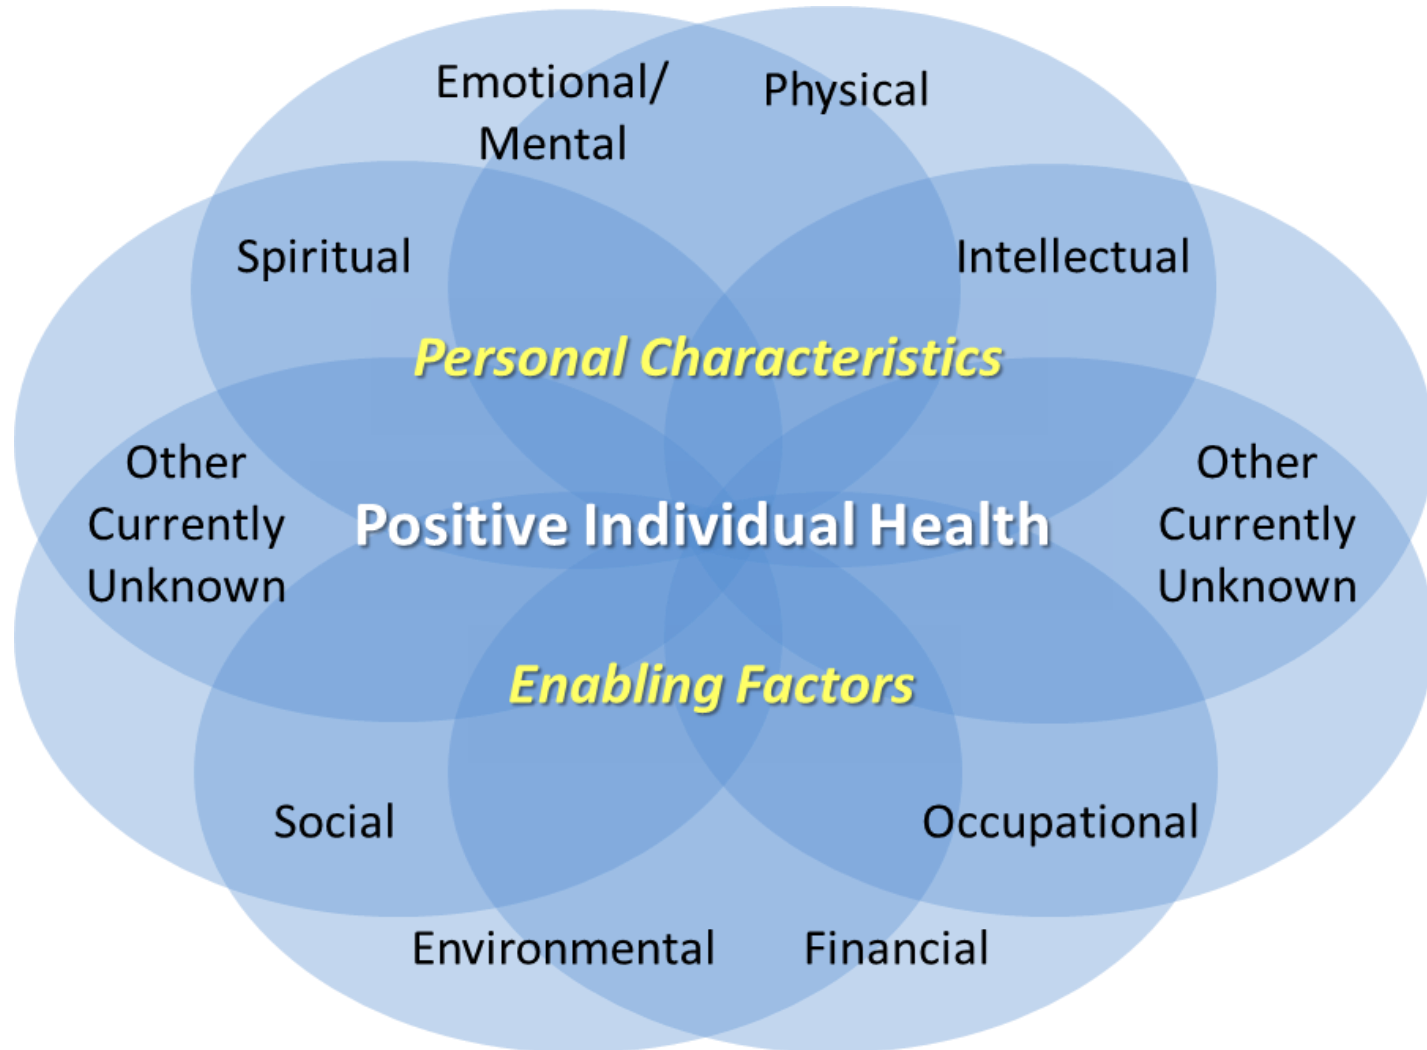 Emotional/
Mental
Physical
Spiritual
Intellectual
Personal Characteristics
Other
Currently
Unknown
Positive Individual Health
Other
Currently
Unknown
Enabling Factors
Social
Occupational
Environmental
Financial